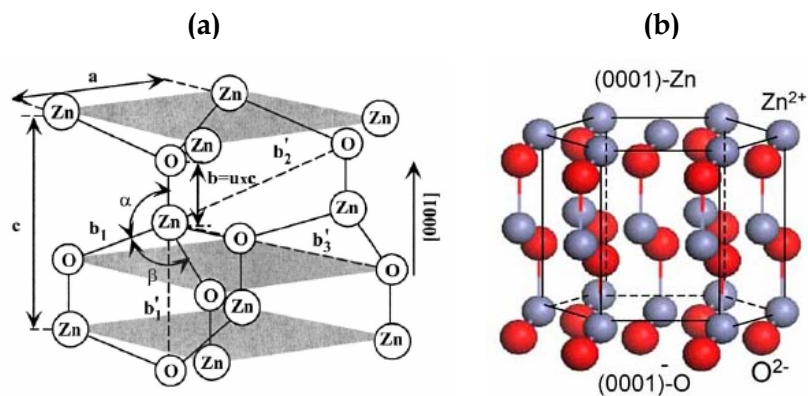 (a)
a
Zn
Zn
Zn
Zn
O
O
b'₂
b=uxc
α
c
Zn
Zn
[0001]
b₁
O
b'₃
O
O
β
O
b'₁
Zn
Zn
Zn
Zn
O
(b)
(0001)-Zn
Zn²⁺
(0001̄)-O
O²⁻